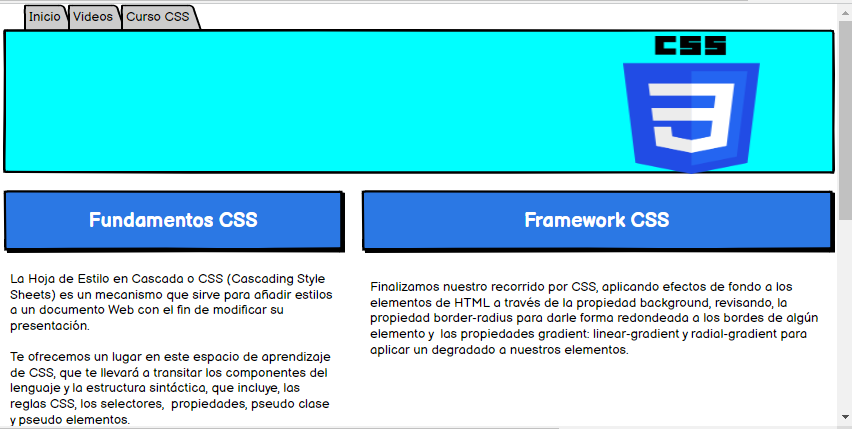 Inicio Videos Curso CSS
CSS
Fundamentos CSS
Framework CSS
La Hoja de Estilo en Cascada o CSS (Cascading Style
Sheets) es un mecanismo que sirve para añadir estilos
a un documento Web con el fin de modificar su
presentación.
Te ofrecemos un lugar en este espacio de aprendizaje
de CSS, que te llevará a transitar los componentes del
lenguaje y la estructura sintáctica, que incluye, las
reglas CSS, los selectores, propiedades, pseudo clase
y pseudo elementos.
Finalizamos nuestro recorrido por CSS, aplicando efectos de fondo a los
elementos de HTML a través de la propiedad background, revisando, la
propiedad border-radius para darle forma redondeada a los bordes de algún
elemento y las propiedades gradient: linear-gradient y radial-gradient para
aplicar un degradado a nuestros elementos.